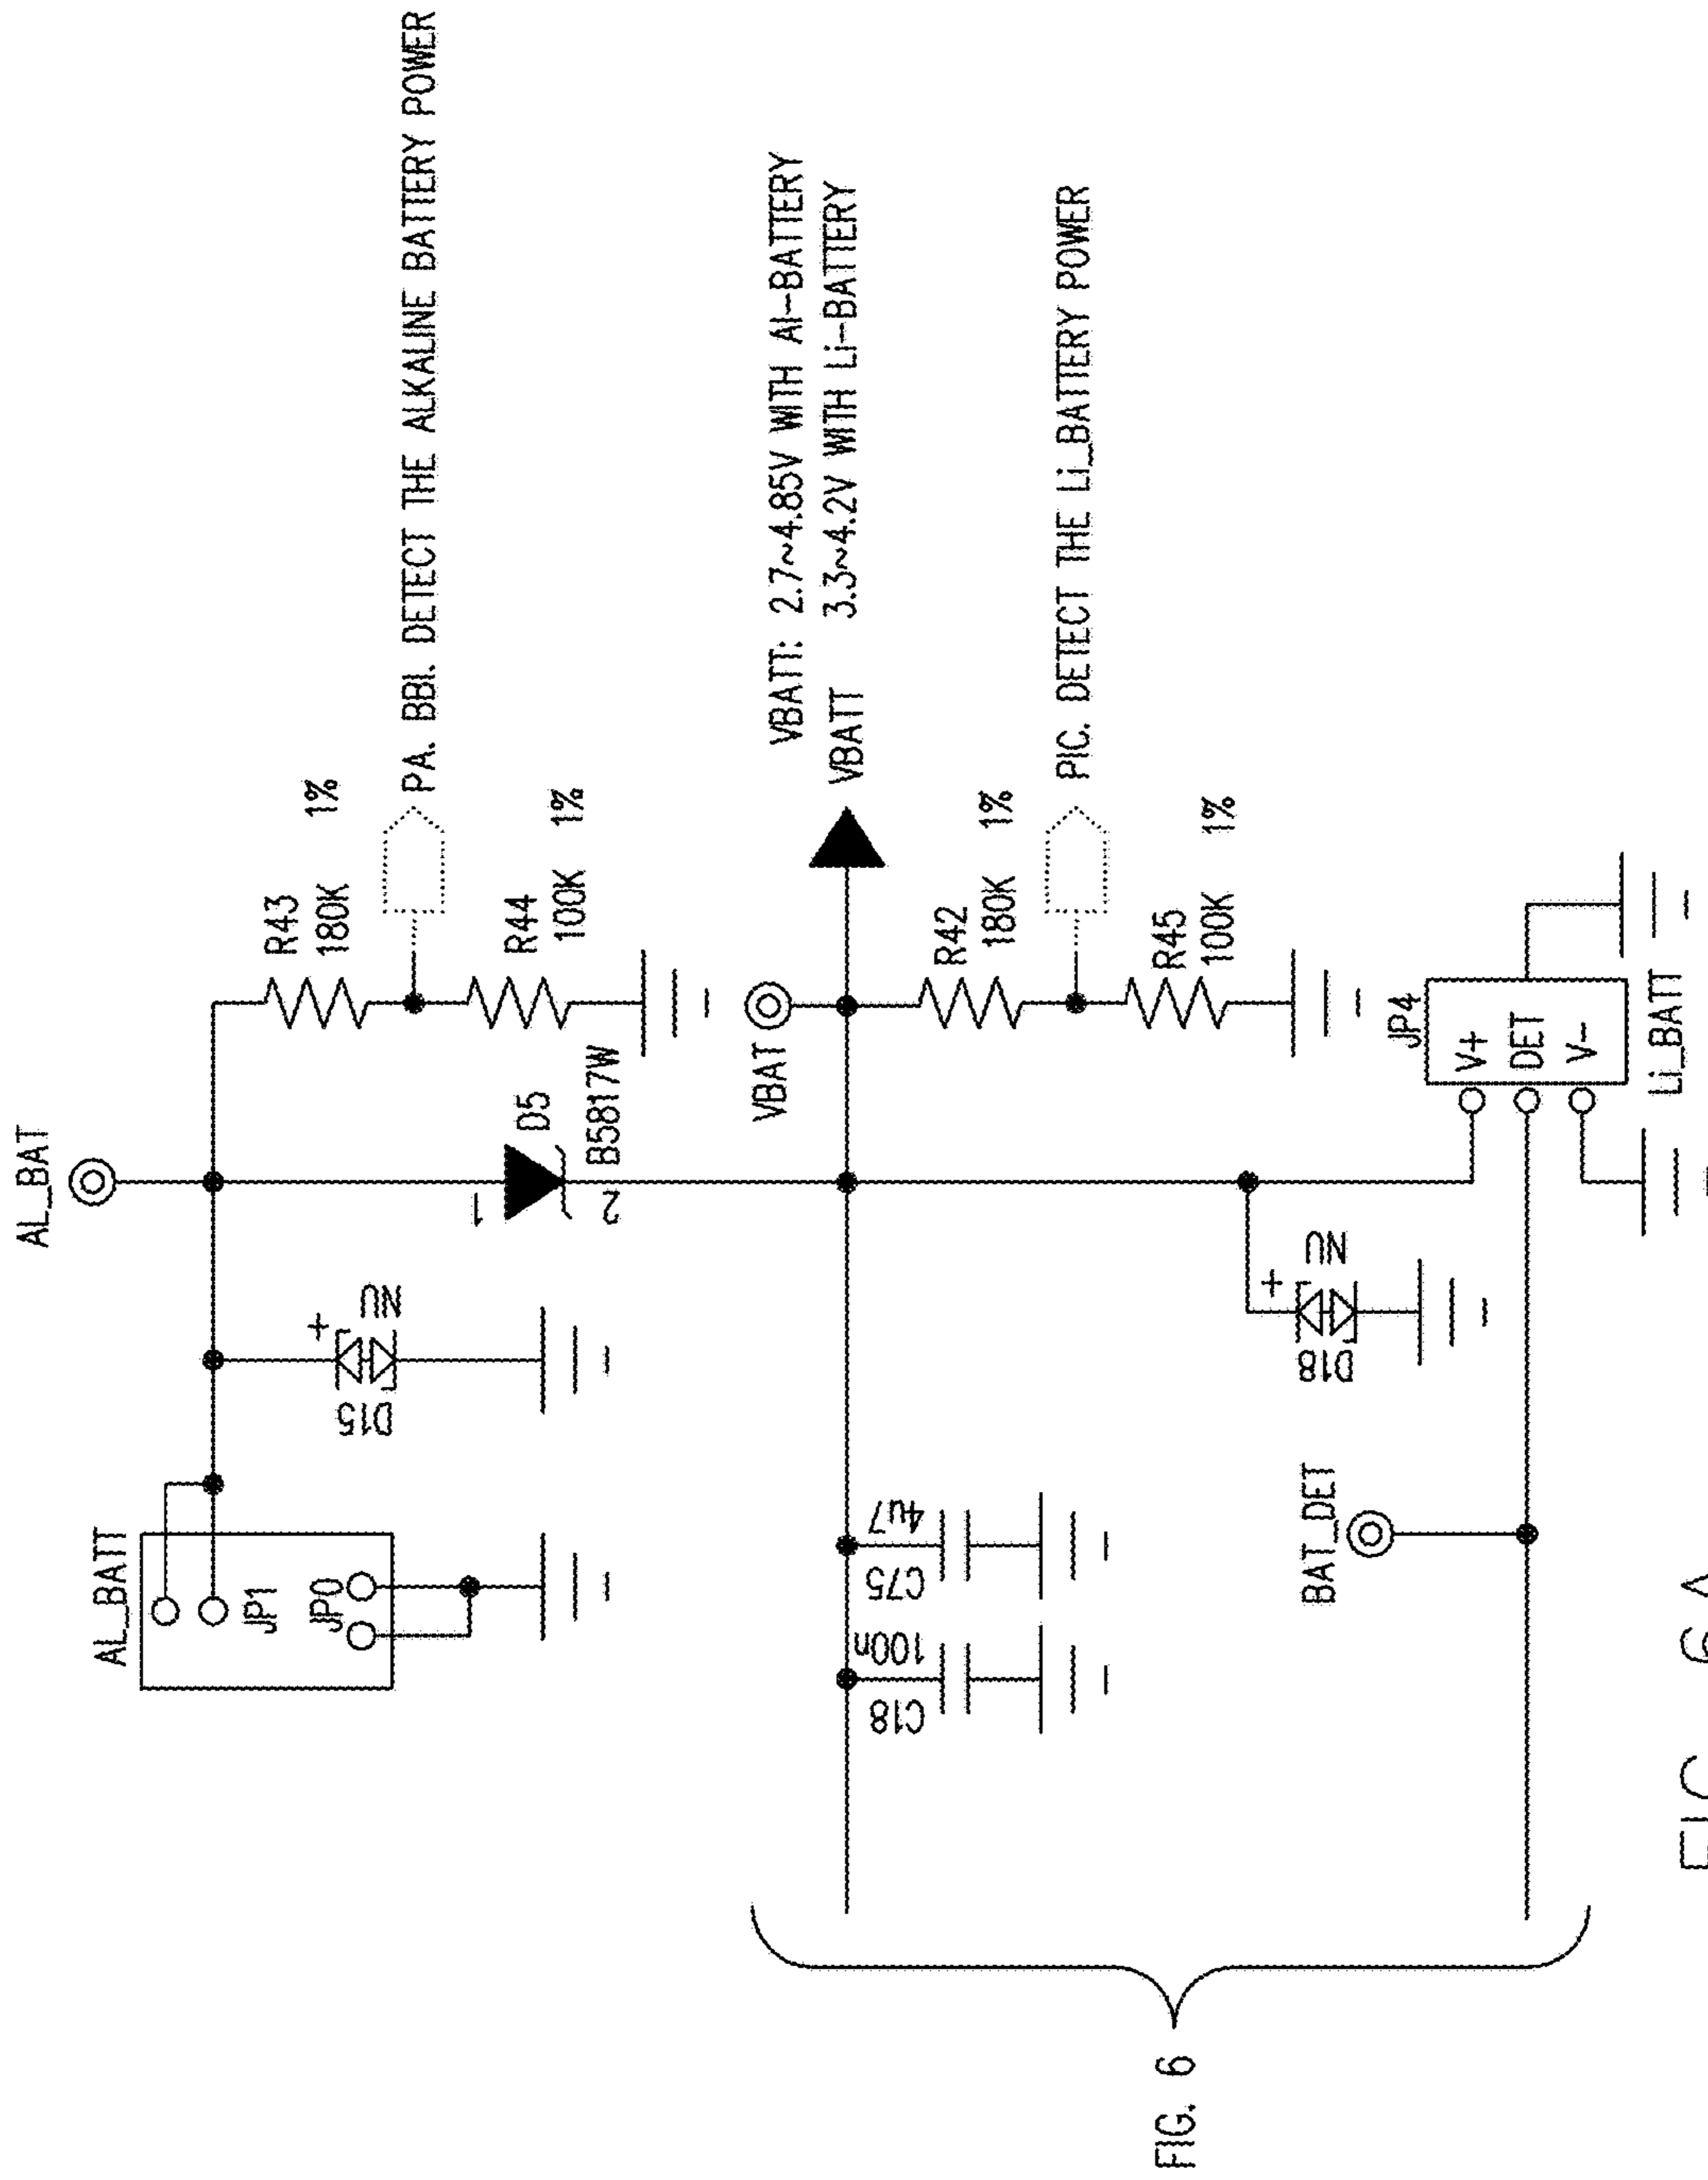 AL_BAT
AL_BATT
JP1
JP0
D15
NU
+
1
D5
2
B5817W
R43
180K
1%
PA. BBI. DETECT THE ALKALINE BATTERY POWER
R44
100K
1%
VBAT
VBATT: 2.7~4.85V WITH Al-BATTERY
VBATT
3.3~4.2V WITH Li-BATTERY
C18
100n
C75
4u7
R42
180K
1%
PIC. DETECT THE Li_BATTERY POWER
R45
100K
1%
D18
NU
+
BAT_DET
JP4
V+
DET
V-
Li_BATT
FIG. 6